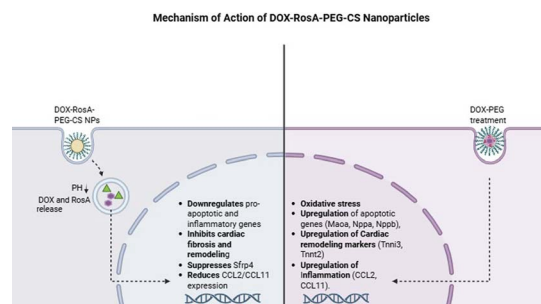 Mechanism of Action of DOX-RosA-PEG-CS Nanoparticles
DOX-RosA-
PEG-CS NPs
PH
DOX and RosA
release
• Downregulates pro-
apoptotic and
inflammatory genes
• Inhibits cardiac
fibrosis and
remodeling
• Suppresses Sfrp4
• Reduces CCL2/CCL11
expression
DOX-PEG
treatment
• Oxidative stress
• Upregulation of apoptotic
genes (Maoa, Nppa, Nppb),
• Upregulation of Cardiac
remodeling markers (Tnni3,
Tnnt2)
• Upregulation of
Inflammation (CCL2,
CCL11).